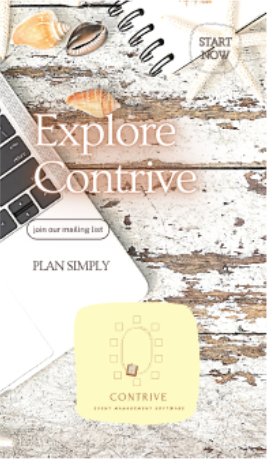 START
NOW
Explore
Contrive
join our mailing list
PLAN SIMPLY
CONTRIVE
EVENT MANAGEMENT SOFTWARE